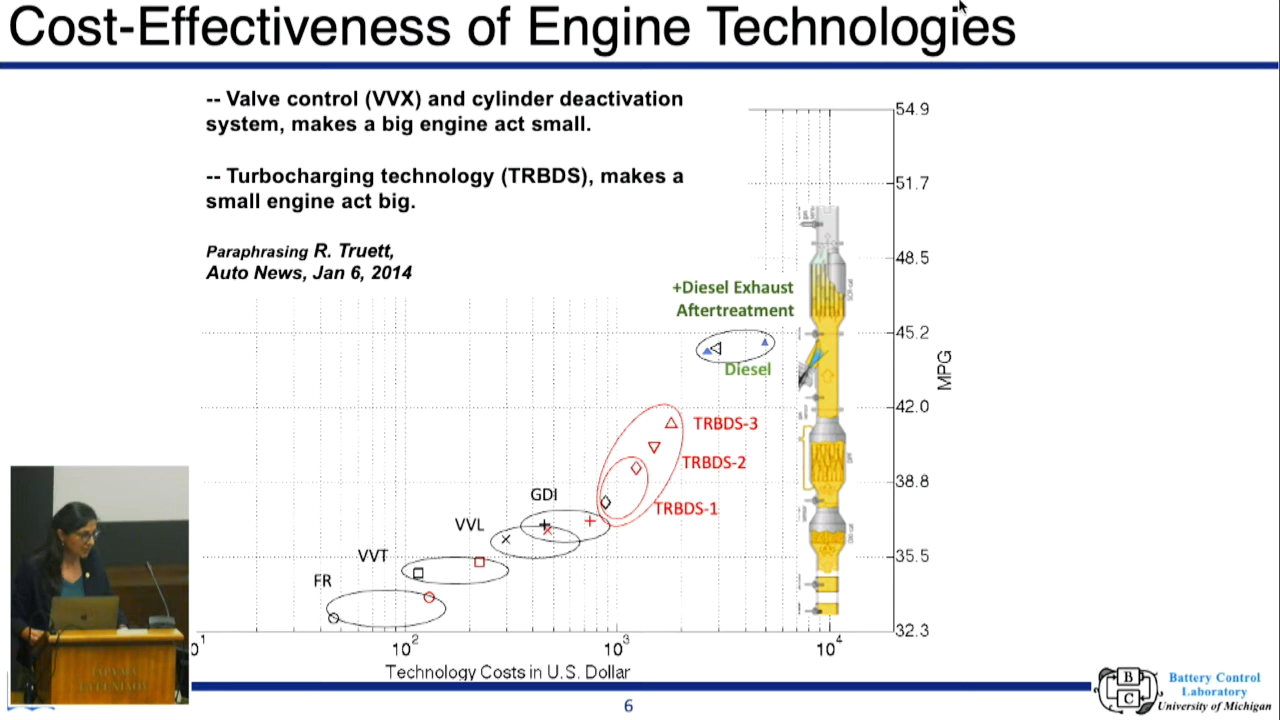 Cost-Effectiveness of Engine Technologies
-- Valve control (VVX) and cylinder deactivation
system, makes a big engine act small.
-- Turbocharging technology (TRBDS), makes a
small engine act big.
Paraphrasing R. Truett,
Auto News, Jan 6, 2014
+Diesel Exhaust
Aftertreatment
Diesel
TRBDS-3
TRBDS-2
TRBDS-1
GDI
VVL
VVT
FR
54.9
51.7
48.5
45.2
42.0
38.8
35.5
32.3
MPG
0¹
10²
10³
10⁴
Technology Costs in U.S. Dollar
6
B
C
Battery Control
Laboratory
University of Michigan